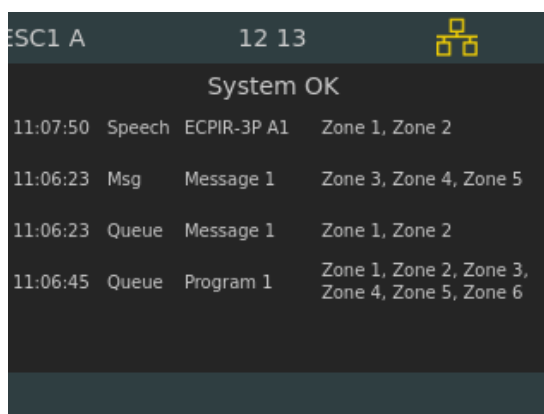 ESC1 A 12 13
System OK
11:07:50 Speech ECPIR-3P A1 Zone 1, Zone 2
11:06:23 Msg Message 1 Zone 3, Zone 4, Zone 5
11:06:23 Queue Message 1 Zone 1, Zone 2
11:06:45 Queue Program 1 Zone 1, Zone 2, Zone 3,
Zone 4, Zone 5, Zone 6